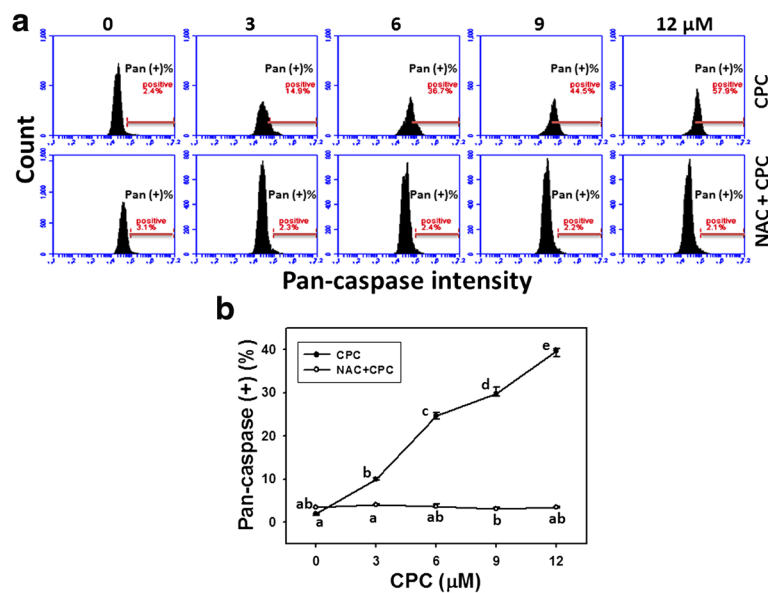 a
0 3 6 9 12 µM
Pan (+)% Pan (+)% Pan (+)% Pan (+)% Pan (+)%
positive positive positive positive positive
2.4% 14.9% 36.7% 44.5% 57.9%
CPC
Count
Pan (+)% Pan (+)% Pan (+)% Pan (+)% Pan (+)%
positive positive positive positive positive
3.1% 2.3% 2.4% 2.2% 2.1%
NAC + CPC
Pan-caspase intensity
b
CPC
NAC+CPC
Pan-caspase (+) (%)
40
30
20
10
0
e
d
c
b
ab
a a ab b ab
0 3 6 9 12
CPC (µM)